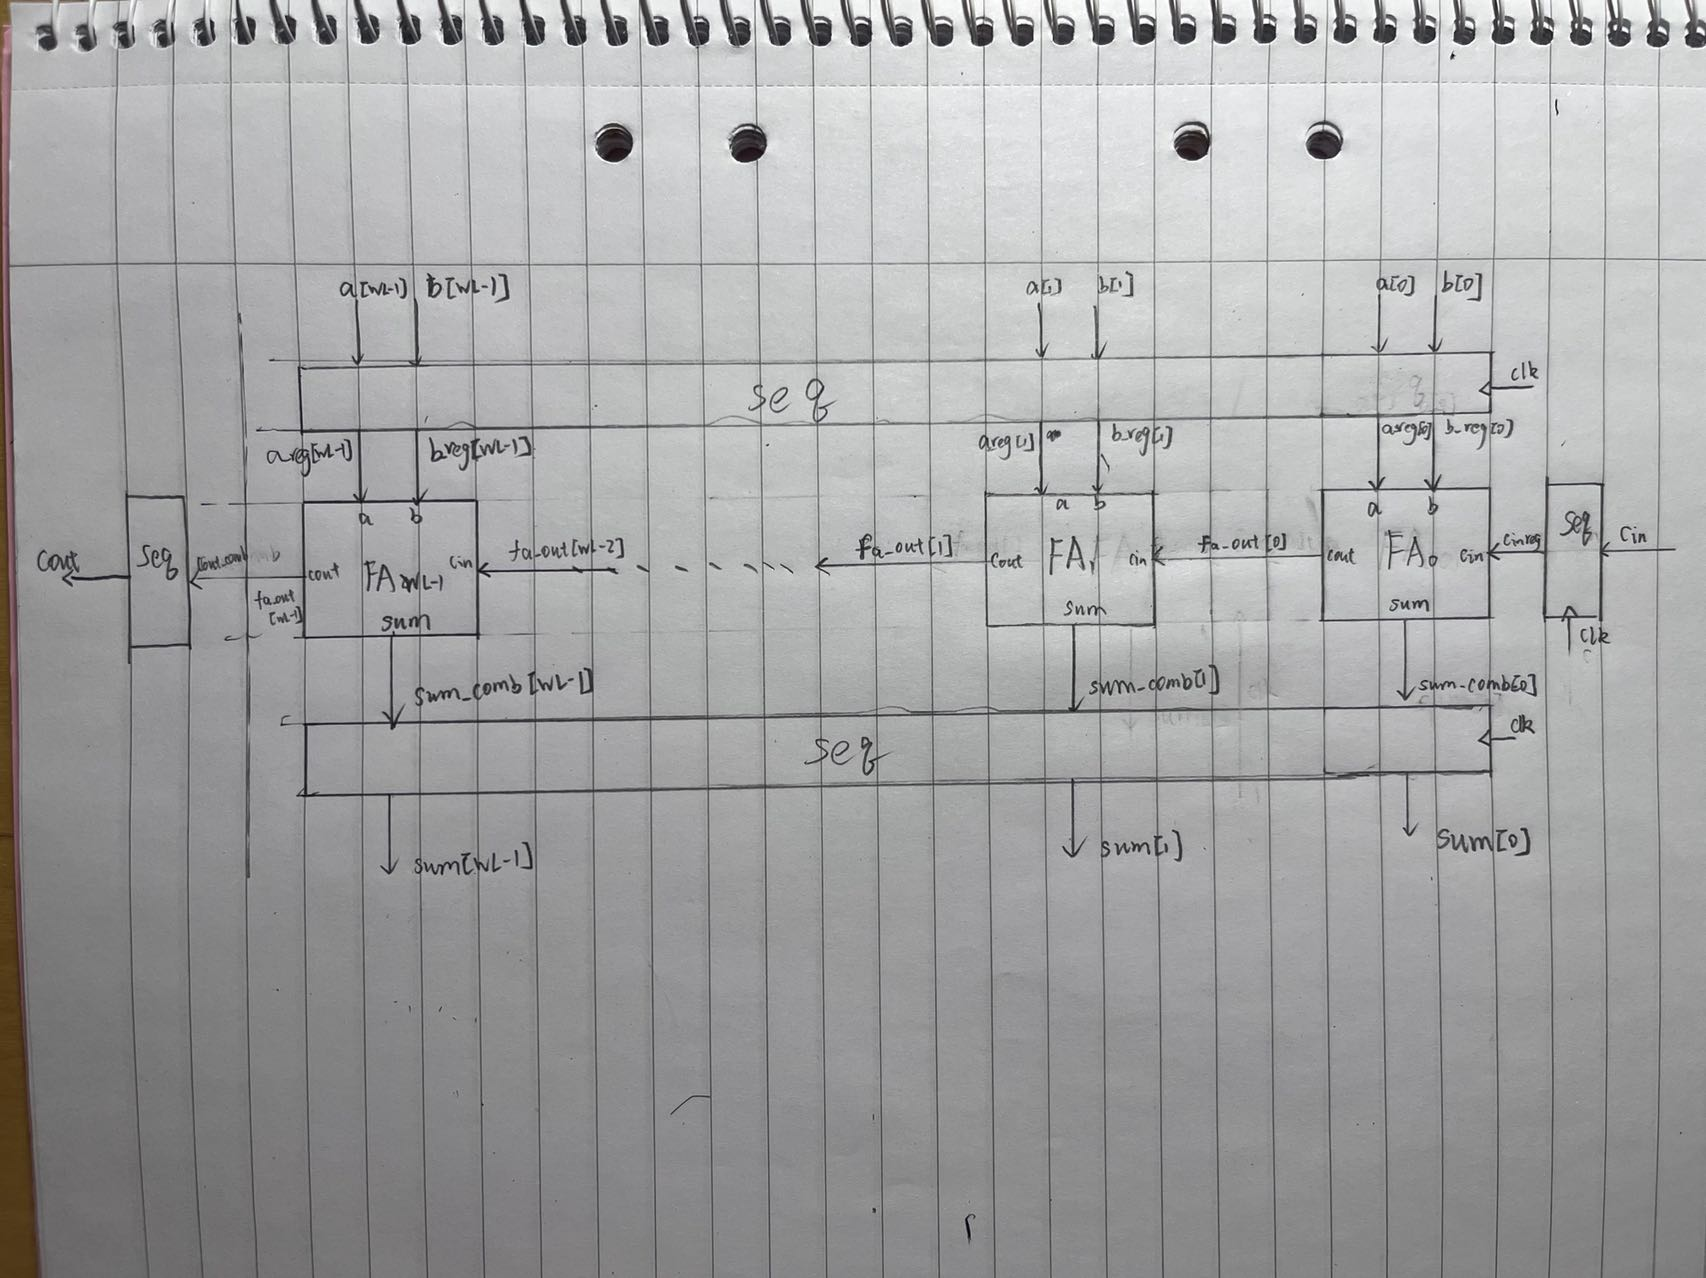 a[WL-1] b[WL-1] a[1] b[1] a[0] b[0]
seq clk
a_reg[WL-1] b_reg[WL-1] a_reg[1] b_reg[1] a_reg[0] b_reg[0]
a b a b a b
Cout seq cout_comb cout FA WL-1 cin fa_out[WL-2] fa_out[1] cout FA1 cin fa_out[0] cout FA0 cin cinreg seq Cin
fa_out
[WL-1]
sum sum sum
clk
sum_comb[WL-1] sum_comb[1] sum_comb[0]
seq clk
sum[WL-1] sum[1] sum[0]